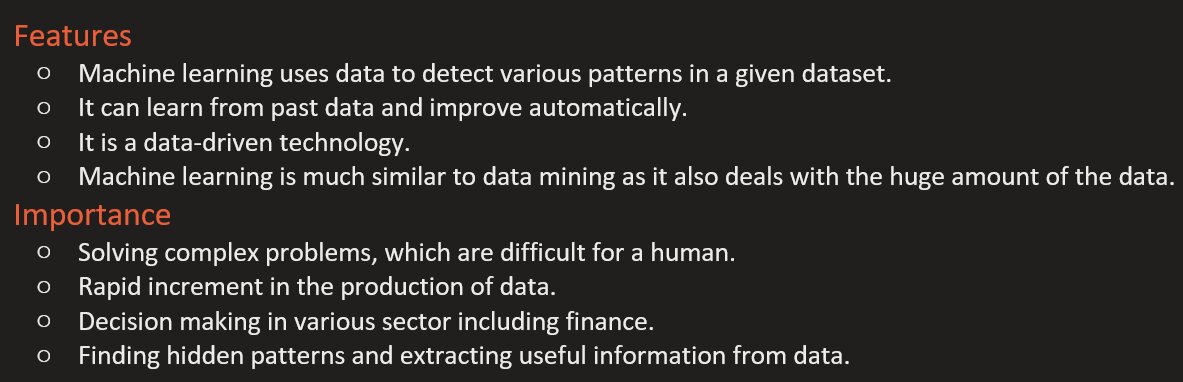 Features
o Machine learning uses data to detect various patterns in a given dataset.
o It can learn from past data and improve automatically.
o It is a data-driven technology.
o Machine learning is much similar to data mining as it also deals with the huge amount of the data.
Importance
o Solving complex problems, which are difficult for a human.
o Rapid increment in the production of data.
o Decision making in various sector including finance.
o Finding hidden patterns and extracting useful information from data.